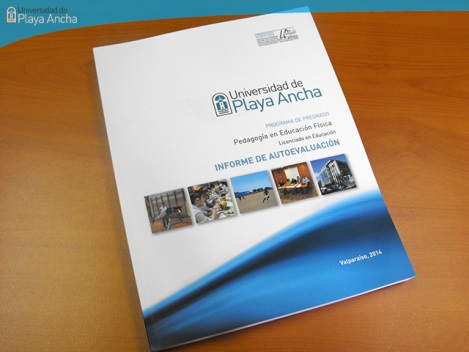 Universidad de
Playa Ancha
Universidad de
Playa Ancha
PROGRAMA DE PREGRADO
Pedagogía en Educación Física
Licenciado en Educación
INFORME DE AUTOEVALUACIÓN
Valparaíso, 2014